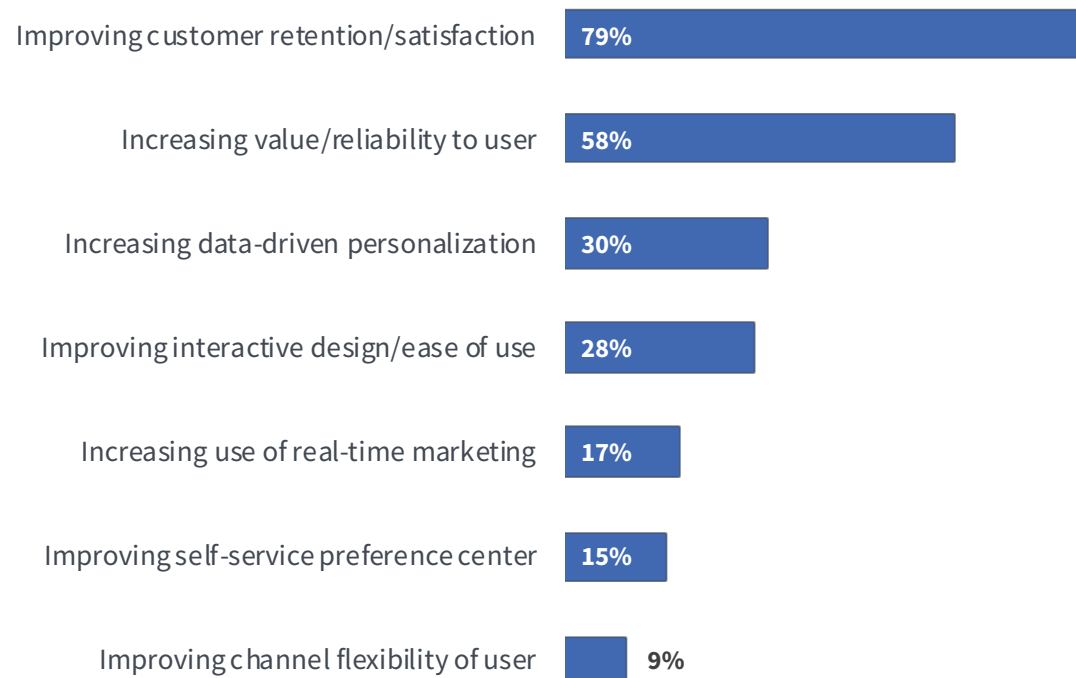 Improving customer retention/satisfaction 79%
Increasing value/reliability to user 58%
Increasing data-driven personalization 30%
Improving interactive design/ease of use 28%
Increasing use of real-time marketing 17%
Improving self-service preference center 15%
Improving channel flexibility of user 9%